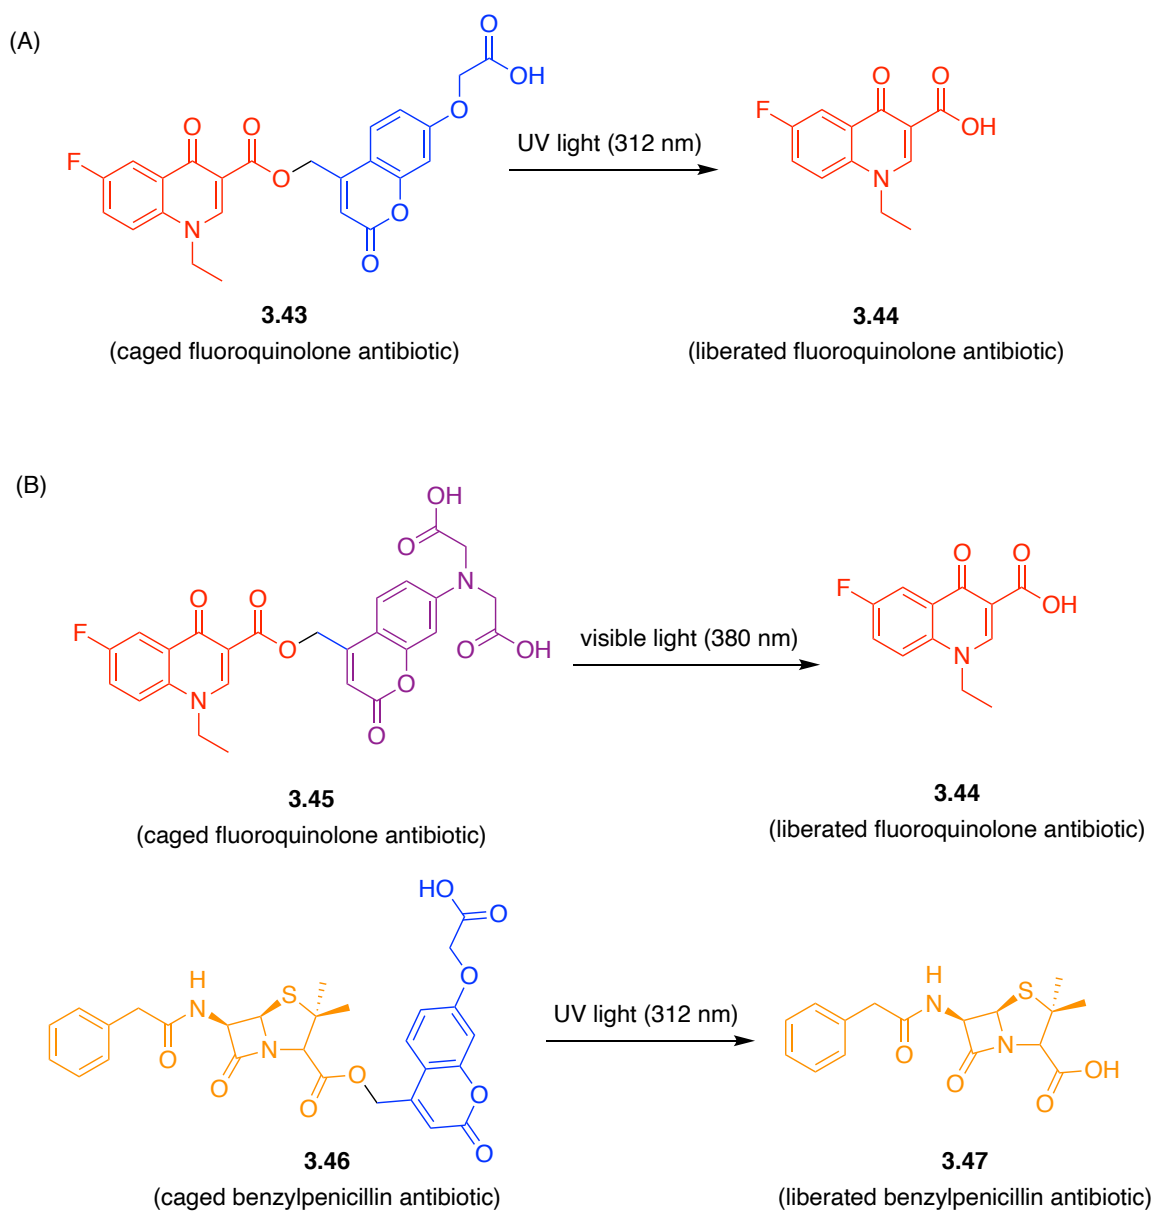 (A)
O
OH
O
O
O
F
O
N
O
O
UV light (312 nm)
O
O
F
OH
N
3.43
(caged fluoroquinolone antibiotic)
3.44
(liberated fluoroquinolone antibiotic)
(B)
OH
O
N
O
OH
O
O
F
O
N
O
O
visible light (380 nm)
O
O
F
OH
N
3.45
(caged fluoroquinolone antibiotic)
3.44
(liberated fluoroquinolone antibiotic)
HO
O
O
H
N
S
O
N
O
O
O
O
O
UV light (312 nm)
H
N
S
O
N
O
OH
O
3.46
(caged benzylpenicillin antibiotic)
3.47
(liberated benzylpenicillin antibiotic)